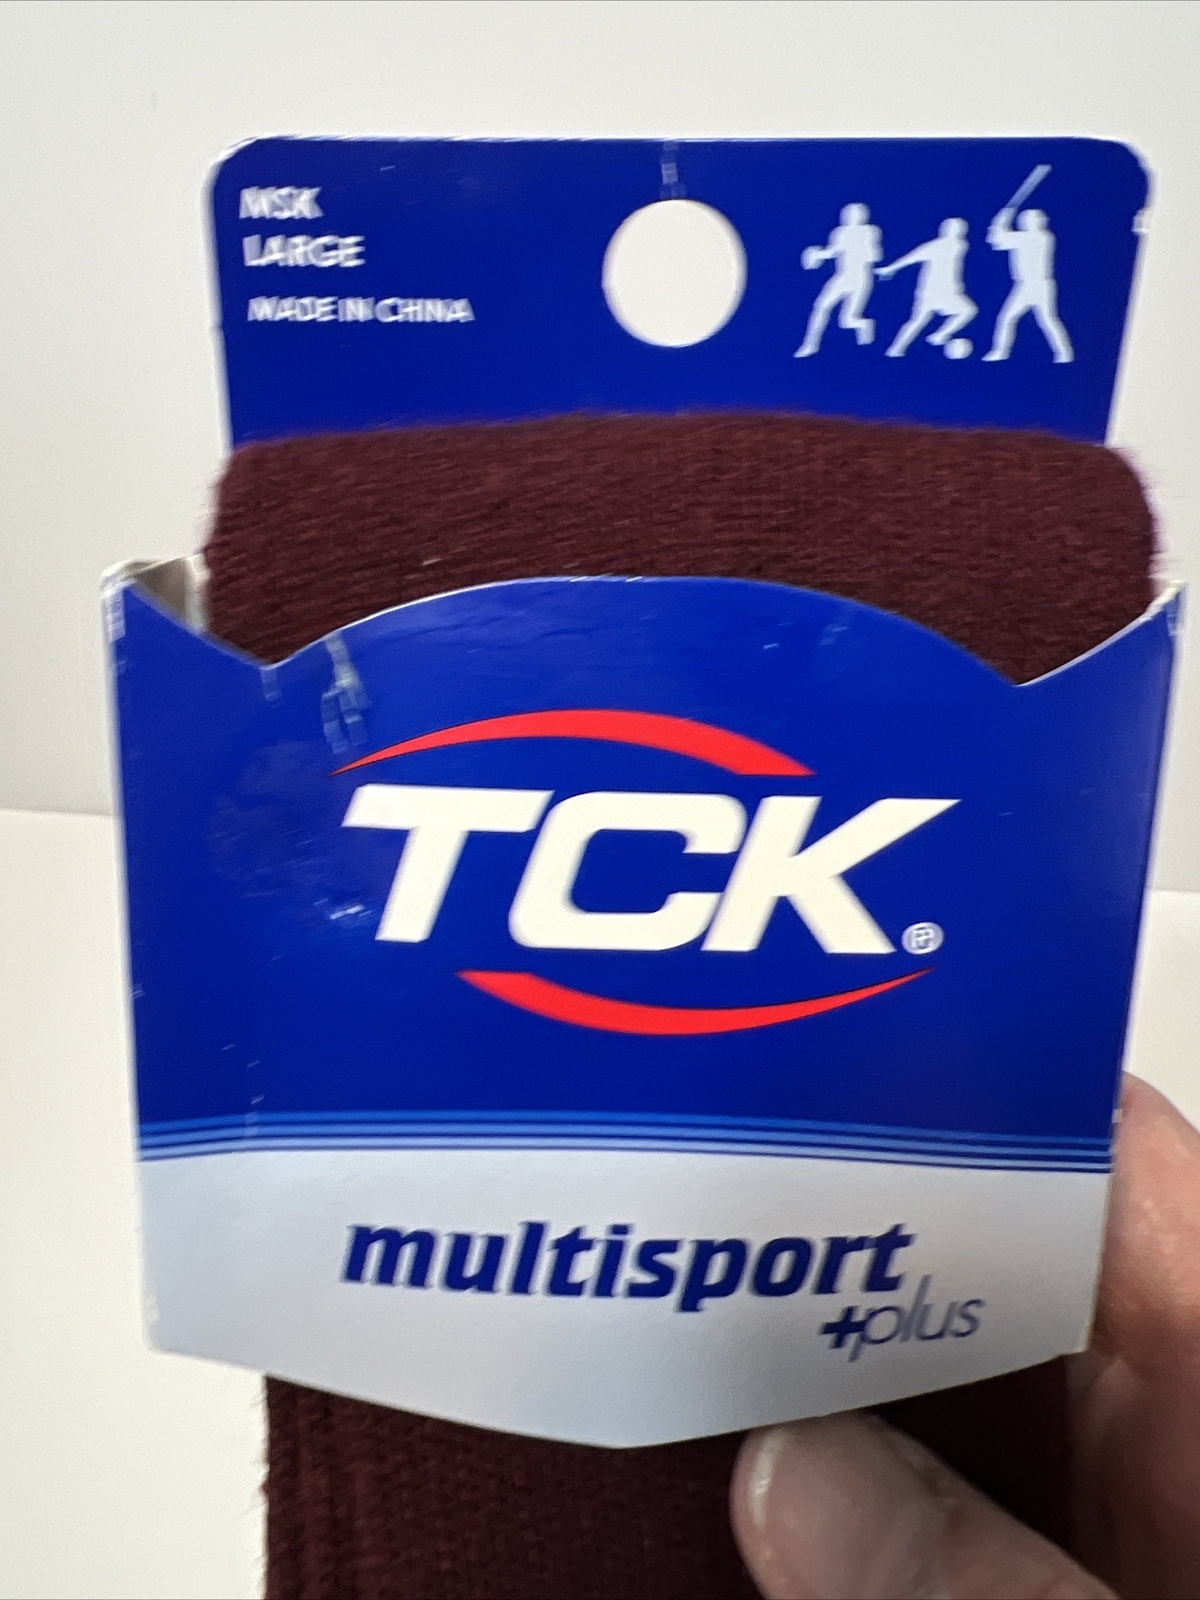 MSK
LARGE
MADE IN CHINA
TCK®
multisport
+plus